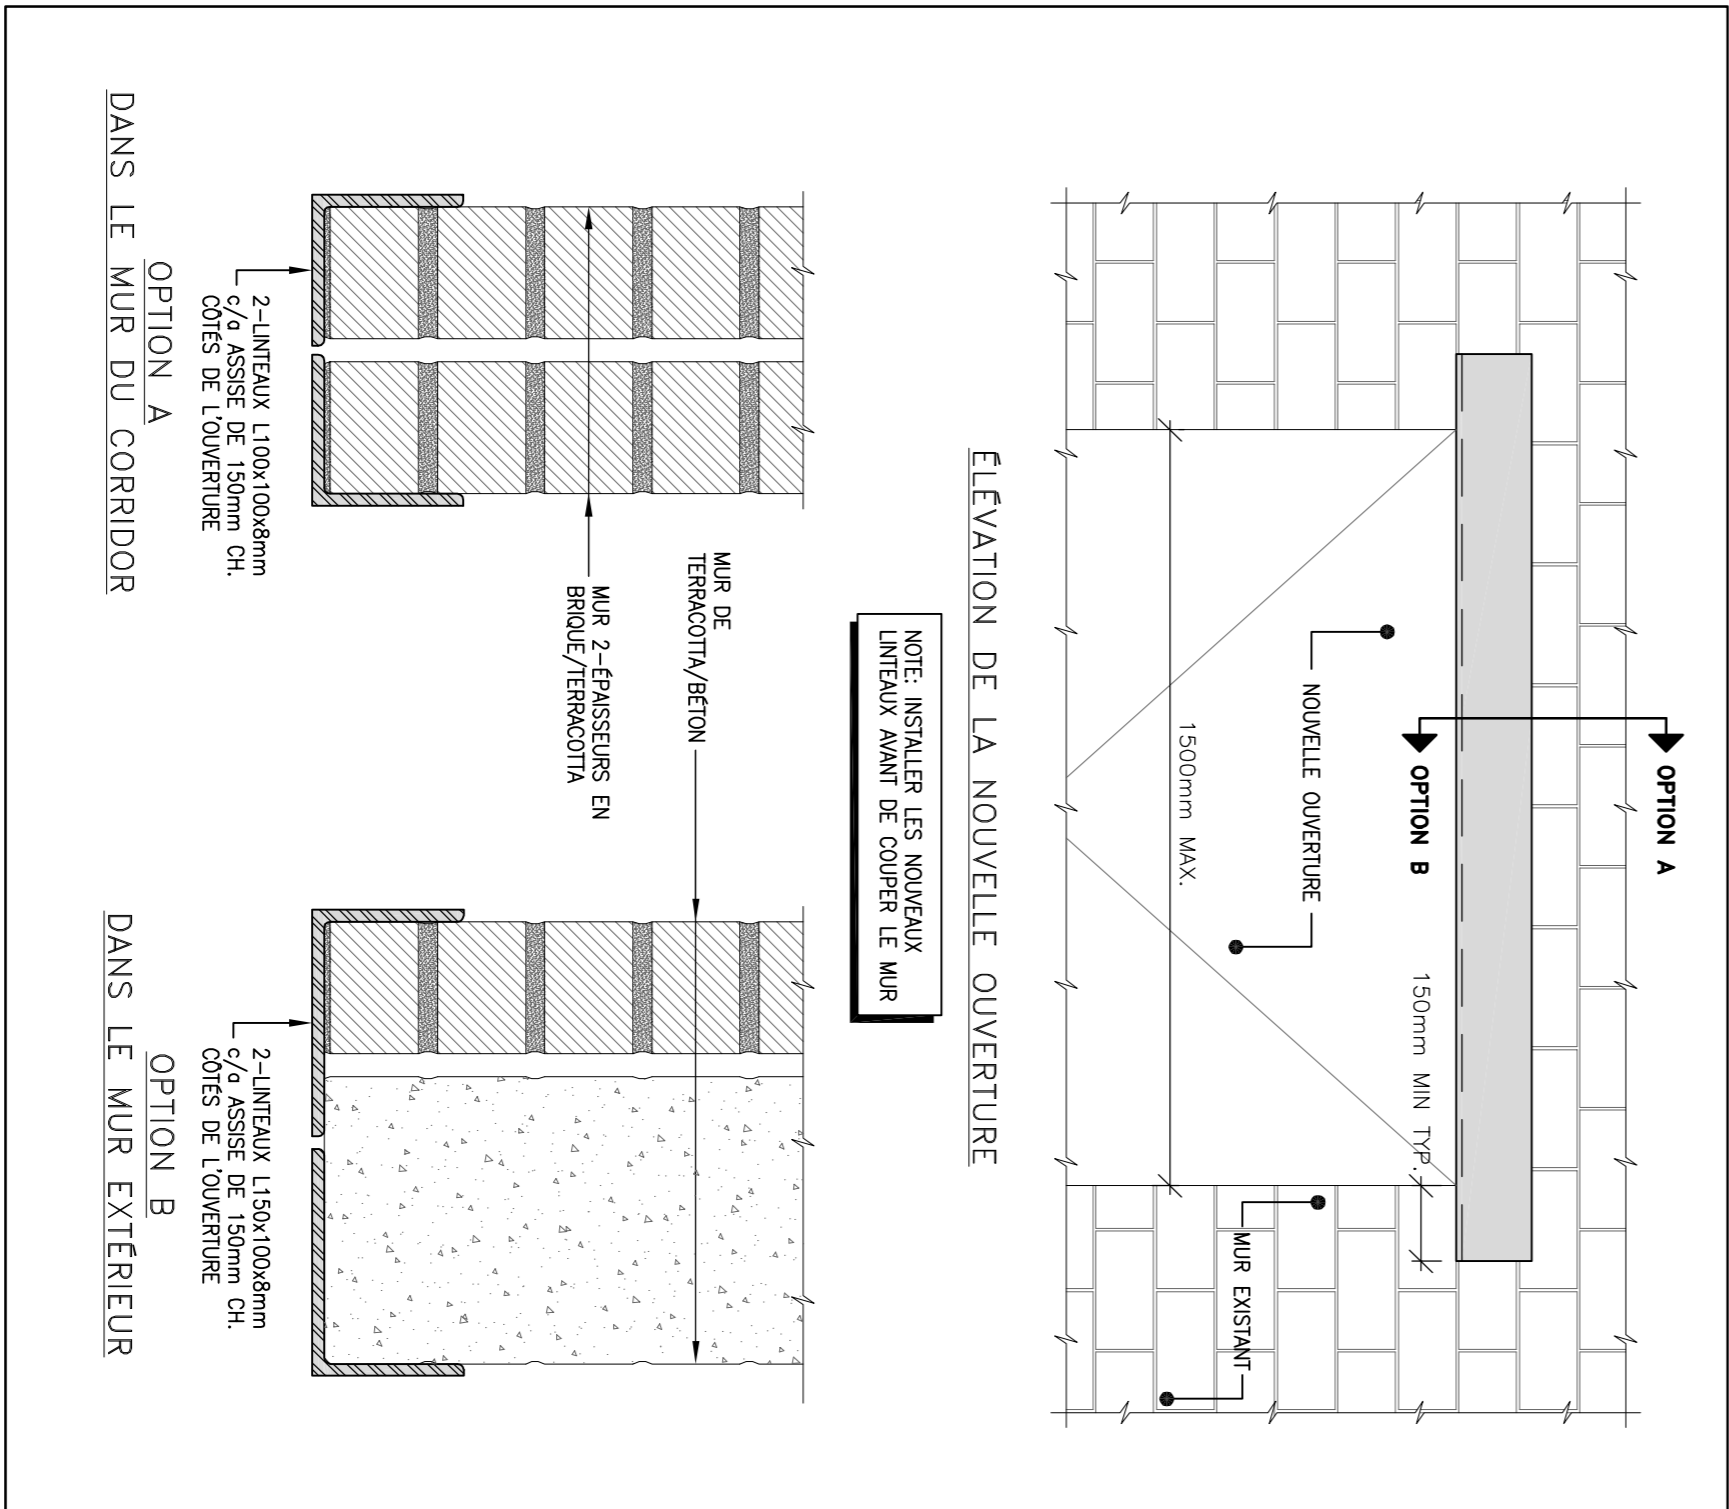 OPTION A
OPTION B
NOUVELLE OUVERTURE
150mm MIN TYP.
1500mm MAX.
MUR EXISTANT
ÉLÉVATION DE LA NOUVELLE OUVERTURE
NOTE: INSTALLER LES NOUVEAUX
LINTEAUX AVANT DE COUPER LE MUR
MUR DE
TERRACOTTA/BÉTON
MUR 2-ÉPAISSEURS EN
BRIQUE/TERRACOTTA
2-LINTEAUX L100x100x8mm
c/a ASSISE DE 150mm CH.
CÔTÉS DE L'OUVERTURE
OPTION A
DANS LE MUR DU CORRIDOR
2-LINTEAUX L150x100x8mm
c/a ASSISE DE 150mm CH.
CÔTÉS DE L'OUVERTURE
OPTION B
DANS LE MUR EXTÉRIEUR